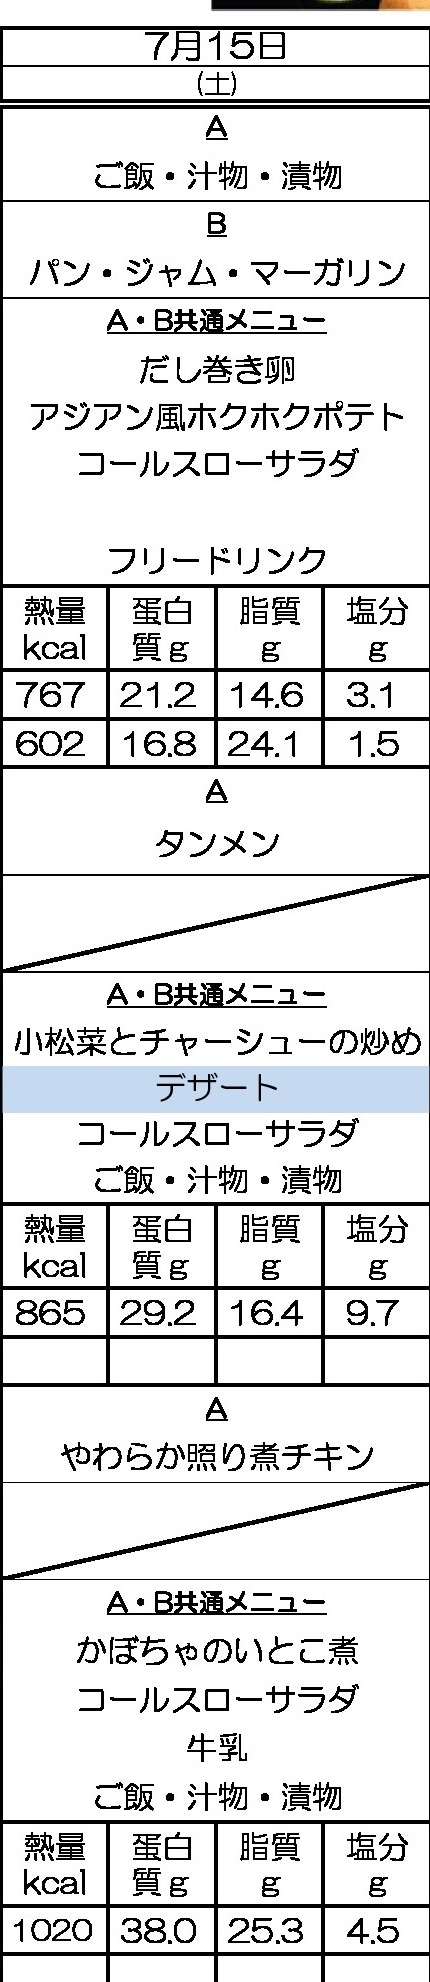 7月15日
(土)
A
ご飯・汁物・漬物
B
パン・ジャム・マーガリン
A・B共通メニュー
だし巻き卵
アジアン風ホクホクポテト
コールスローサラダ
フリードリンク
熱量 蛋白 脂質 塩分
kcal 質g g g
767 21.2 14.6 3.1
602 16.8 24.1 1.5
A
タンメン
A・B共通メニュー
小松菜とチャーシューの炒め
デザート
コールスローサラダ
ご飯・汁物・漬物
熱量 蛋白 脂質 塩分
kcal 質g g g
865 29.2 16.4 9.7
A
やわらか照り煮チキン
A・B共通メニュー
かぼちゃのいとこ煮
コールスローサラダ
牛乳
ご飯・汁物・漬物
熱量 蛋白 脂質 塩分
kcal 質g g g
1020 38.0 25.3 4.5